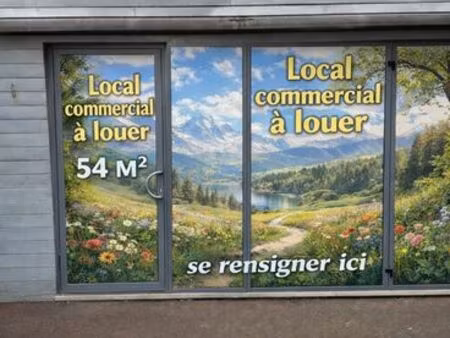 Local
commercial
à louer
54 M²
Local
commercial
à louer
se rensigner ici